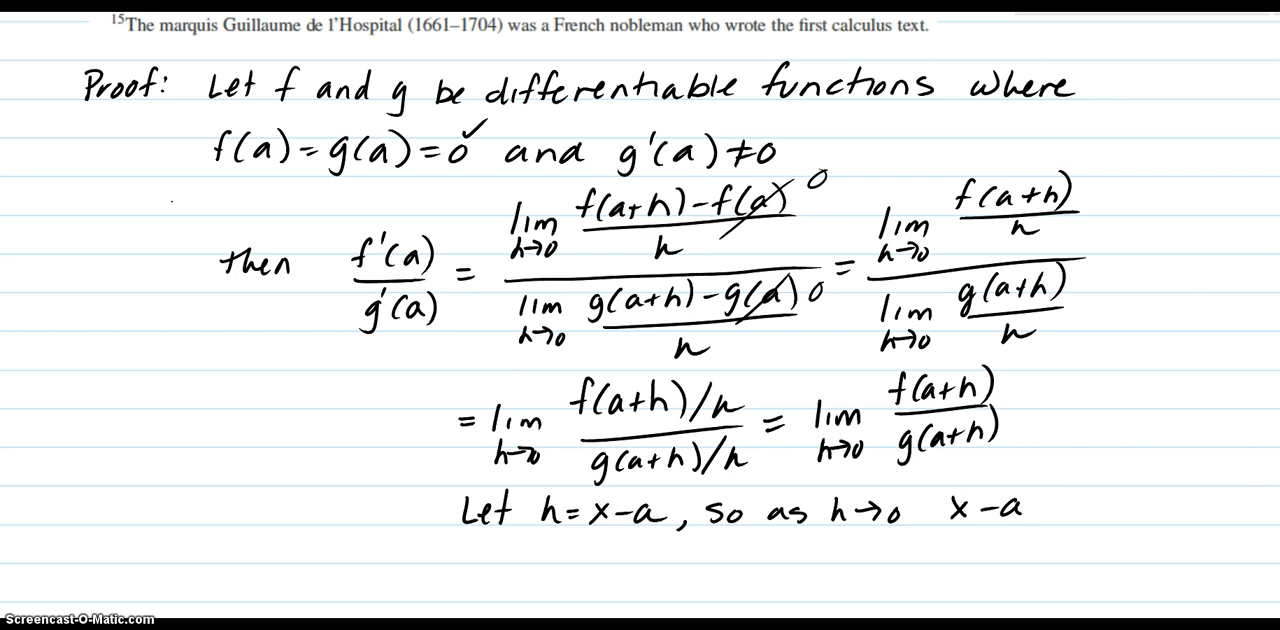 ¹⁵The marquis Guillaume de l'Hospital (1661–1704) was a French nobleman who wrote the first calculus text.
Proof: Let f and g be differentiable functions where
f(a) = g(a) = 0 ✓ and g'(a) ≠ 0
then f'(a)/g'(a) = (lim h→0 (f(a+h) - f(a))/h 0)/(lim h→0 (g(a+h) - g(a))/h 0) = (lim h→0 f(a+h)/h)/(lim h→0 g(a+h)/h)
= lim h→0 (f(a+h)/h)/(g(a+h)/h) = lim h→0 f(a+h)/g(a+h)
Let h = x-a, so as h→0 x-a
Screencast-O-Matic.com